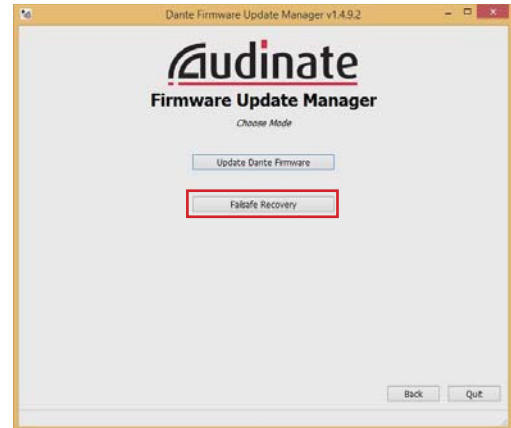 Dante Firmware Update Manager v1.4.9.2
Audinate
Firmware Update Manager
Choose Mode
Update Dante Firmware
Failsafe Recovery
Back Quit